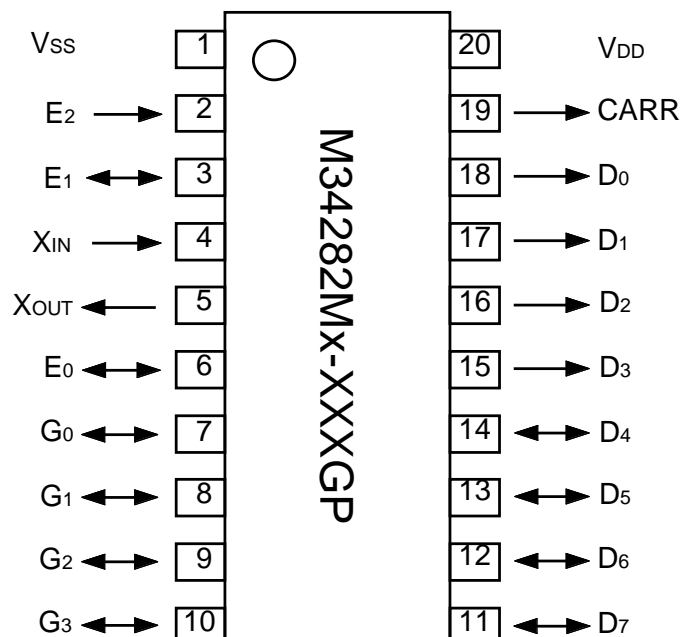 VSS 1 20 VDD
E2 2 19 CARR
E1 3 18 D0
XIN 4 17 D1
XOUT 5 16 D2
E0 6 15 D3
G0 7 14 D4
G1 8 13 D5
G2 9 12 D6
G3 10 11 D7
M34282Mx-XXXGP